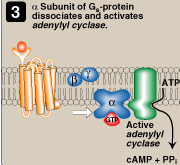 3
α Subunit of Gs-protein
dissociates and activates
adenylyl cyclase.
β
γ
ATP
α
GTP
Active
adenylyl
cyclase
cAMP + PPi